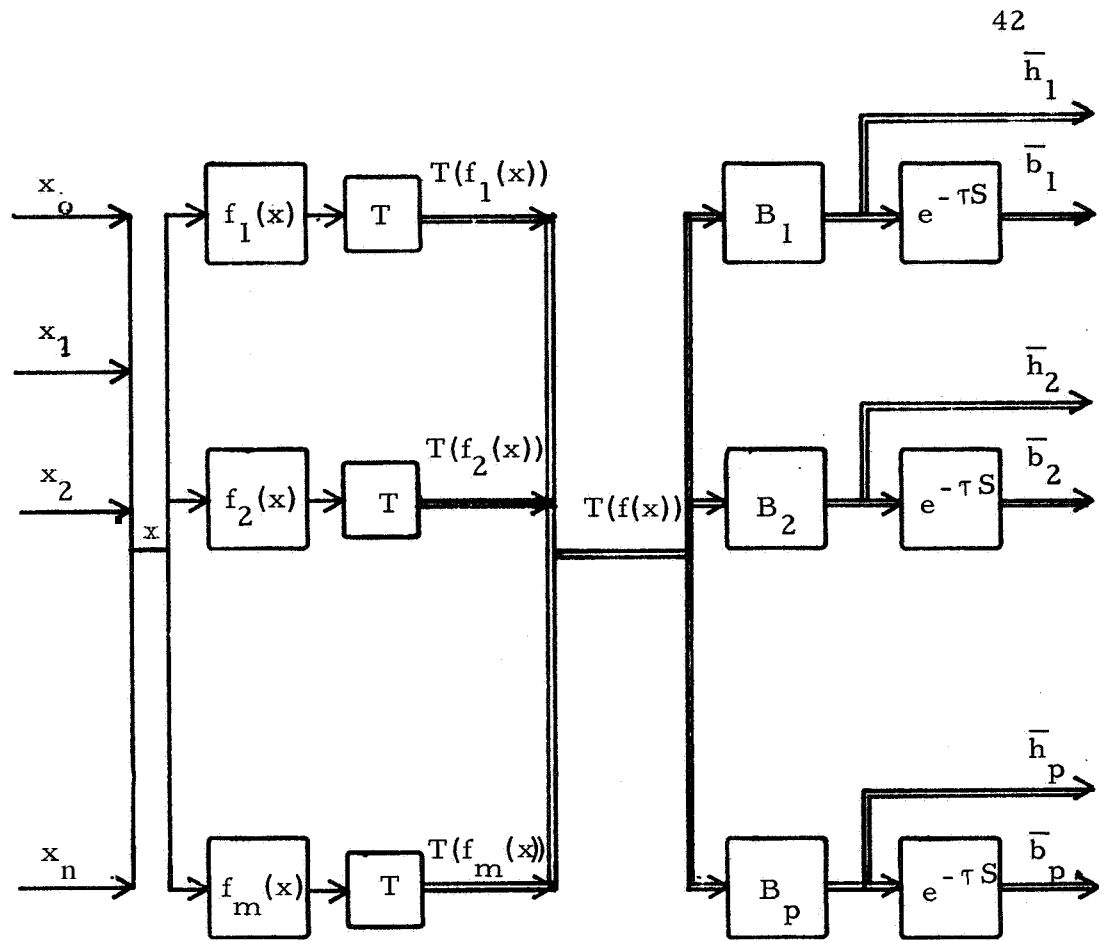 42
h̅_1
x_o
f_1(x)
T
T(f_1(x))
B_1
e^{-τS}
b̅_1
x_1
h̅_2
x_2
f_2(x)
T
T(f_2(x))
T(f(x))
B_2
e^{-τS}
b̅_2
x
h̅_p
x_n
f_m(x)
T
T(f_m(x))
B_p
e^{-τS}
b̅_p